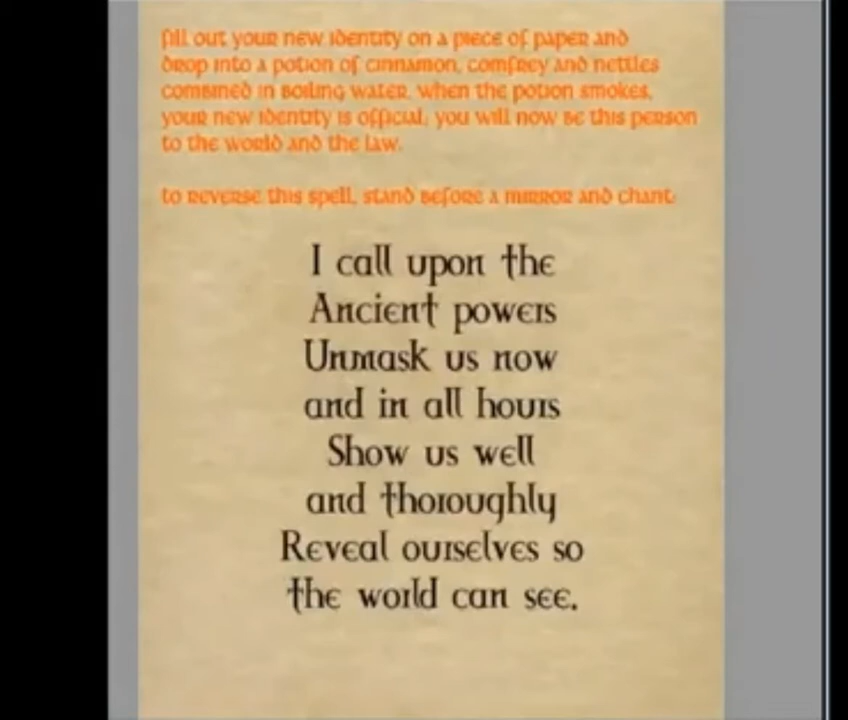 fill out your new identity on a piece of paper and
drop into a potion of cinnamon, comfrey and nettles
combined in boiling water. when the potion smokes,
your new identity is official; you will now be this person
to the world and the law.
to reverse this spell, stand before a mirror and chant:
I call upon the
Ancient powers
Unmask us now
and in all hours
Show us well
and thoroughly
Reveal ourselves so
the world can see.